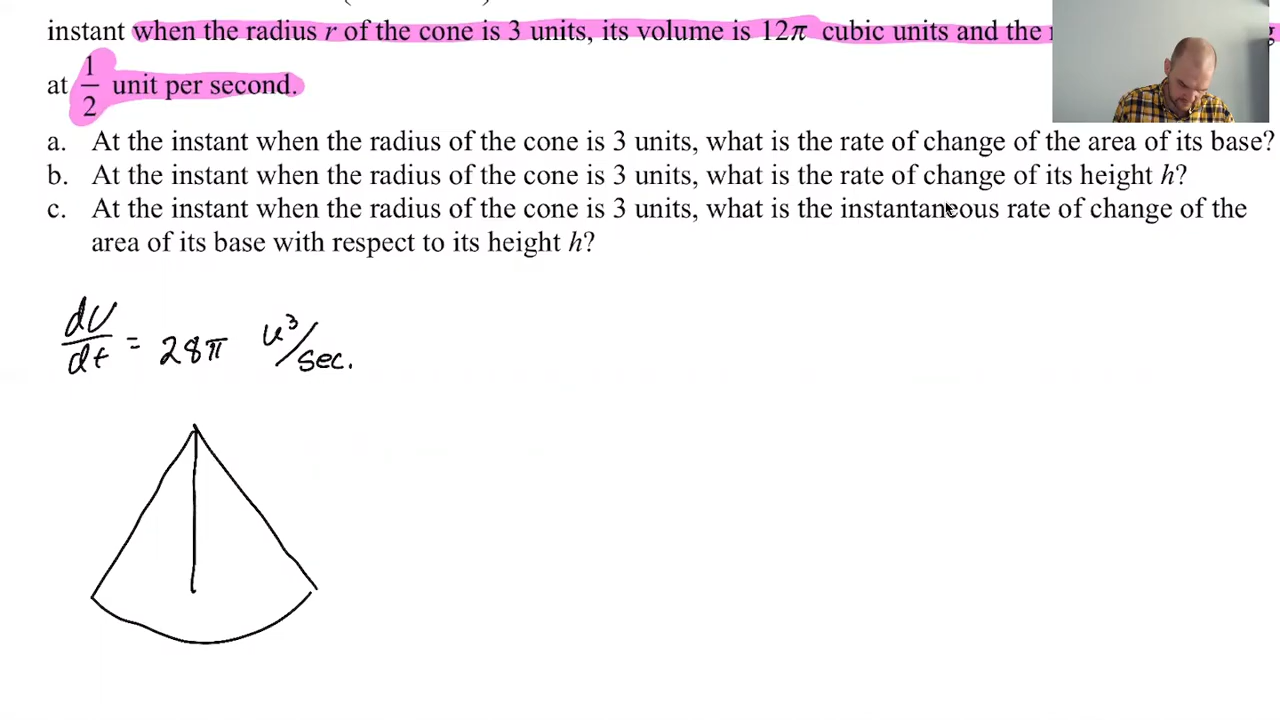 instant when the radius r of the cone is 3 units, its volume is 12π cubic units and the
at 1/2 unit per second.
a. At the instant when the radius of the cone is 3 units, what is the rate of change of the area of its base?
b. At the instant when the radius of the cone is 3 units, what is the rate of change of its height h?
c. At the instant when the radius of the cone is 3 units, what is the instantaneous rate of change of the
area of its base with respect to its height h?
dV/dt = 28π u³/sec.